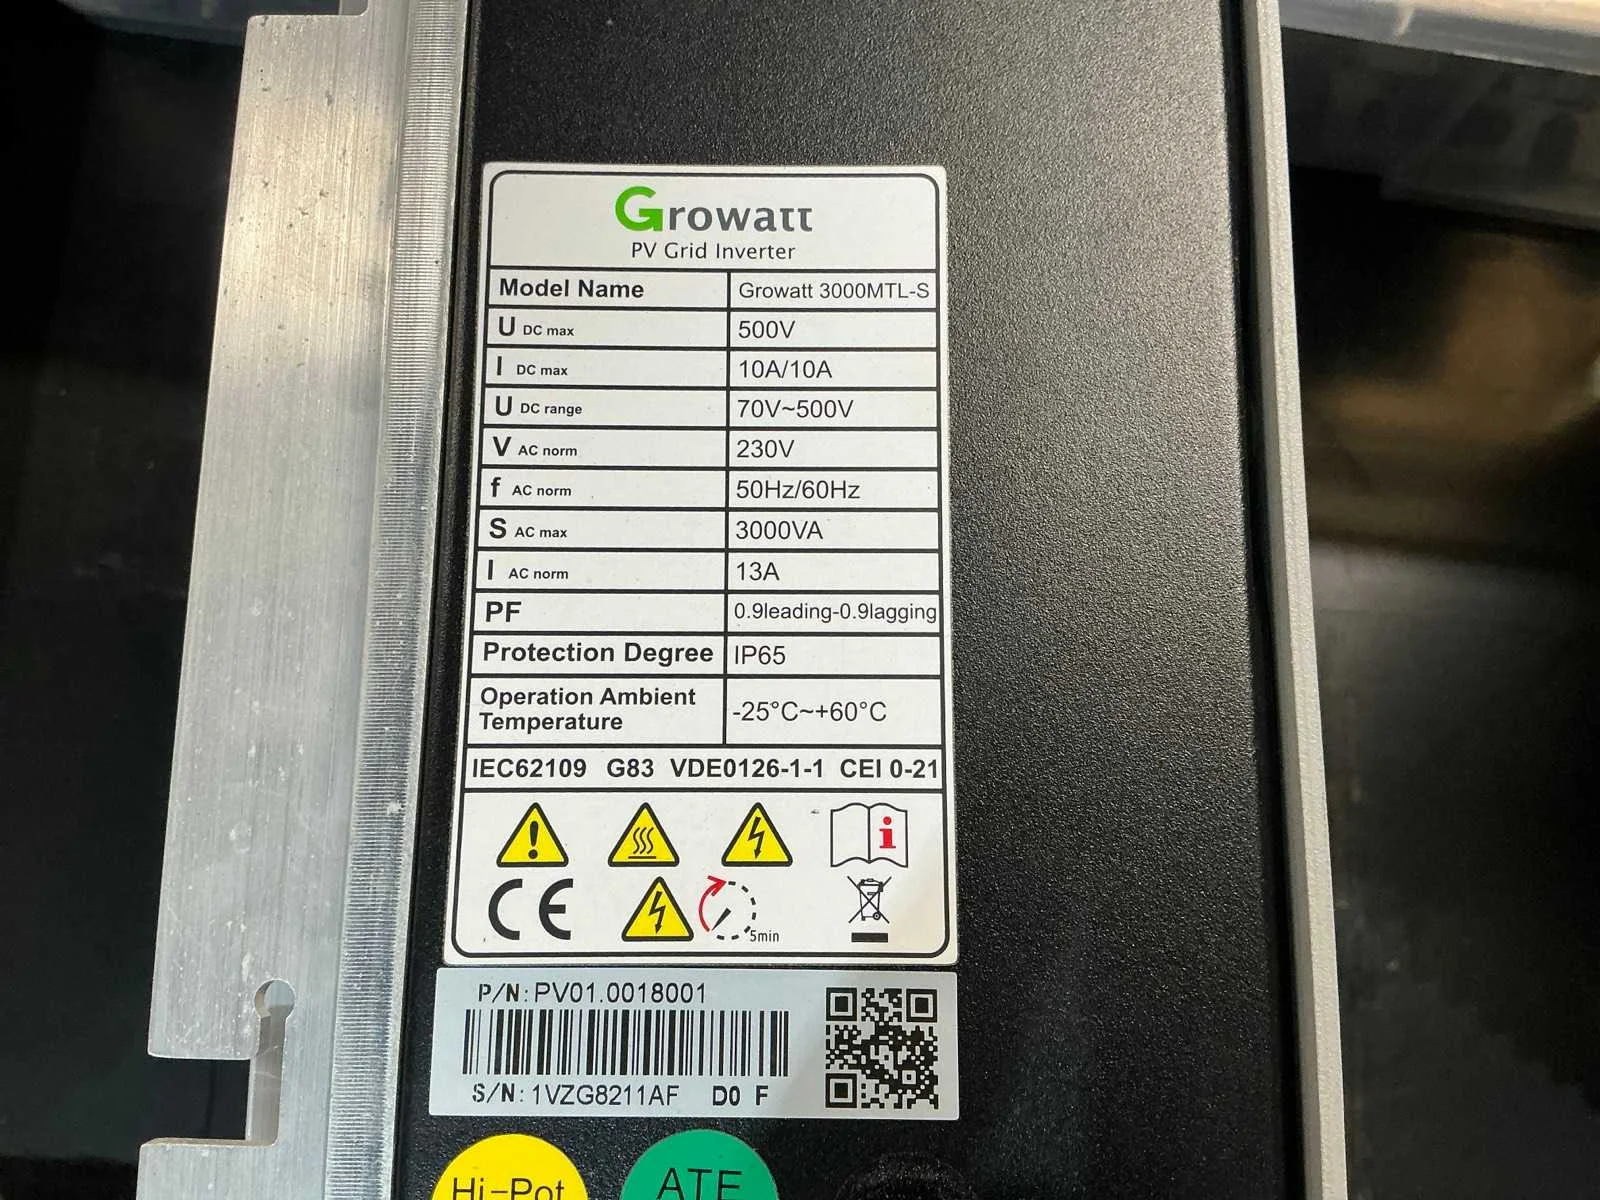 Growatt
PV Grid Inverter
Model Name Growatt 3000MTL-S
U DC max 500V
I DC max 10A/10A
U DC range 70V~500V
V AC norm 230V
f AC norm 50Hz/60Hz
S AC max 3000VA
I AC norm 13A
PF 0.9leading-0.9lagging
Protection Degree IP65
Operation Ambient
Temperature -25°C~+60°C
IEC62109 G83 VDE0126-1-1 CEI 0-21
i
CE
5min
P/N:PV01.0018001
S/N:1VZG8211AF D0 F
Hi-Pot ATE